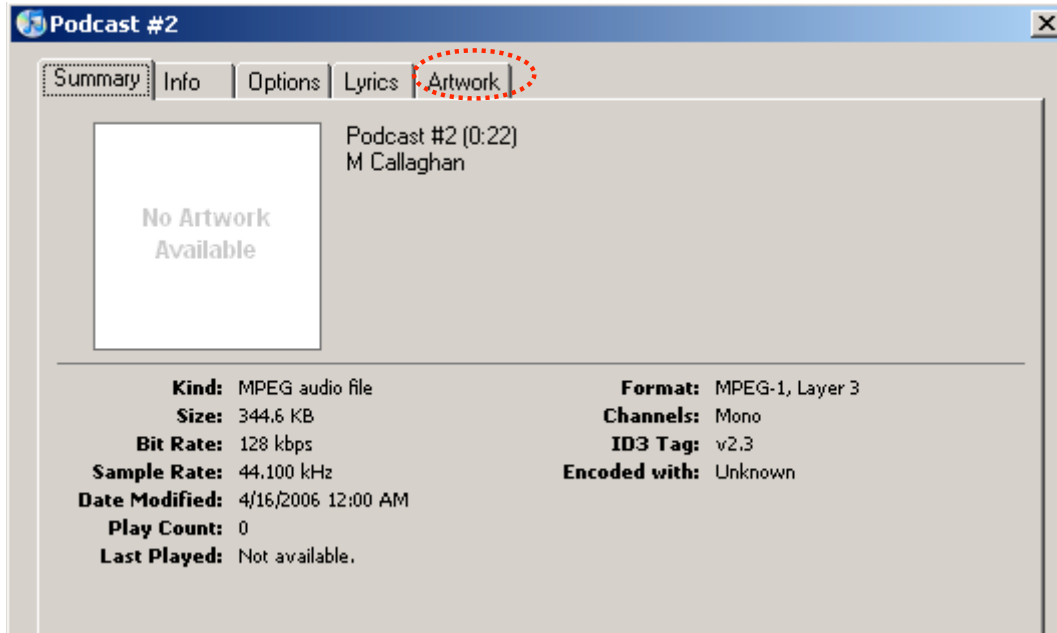 Podcast #2
Summary Info Options Lyrics Artwork
Podcast #2 (0:22)
M Callaghan
No Artwork
Available
Kind: MPEG audio file
Size: 344.6 KB
Bit Rate: 128 kbps
Sample Rate: 44.100 kHz
Date Modified: 4/16/2006 12:00 AM
Play Count: 0
Last Played: Not available.
Format: MPEG-1, Layer 3
Channels: Mono
ID3 Tag: v2.3
Encoded with: Unknown